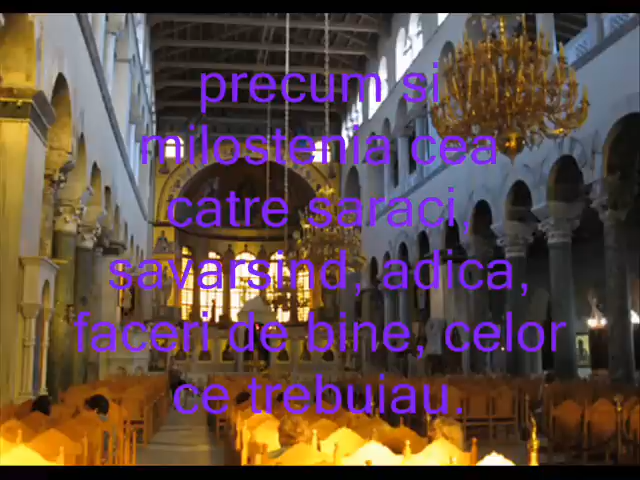 precum si
milostenia cea
catre saraci,
savarsind, adica,
faceri de bine, celor
ce trebuiau.